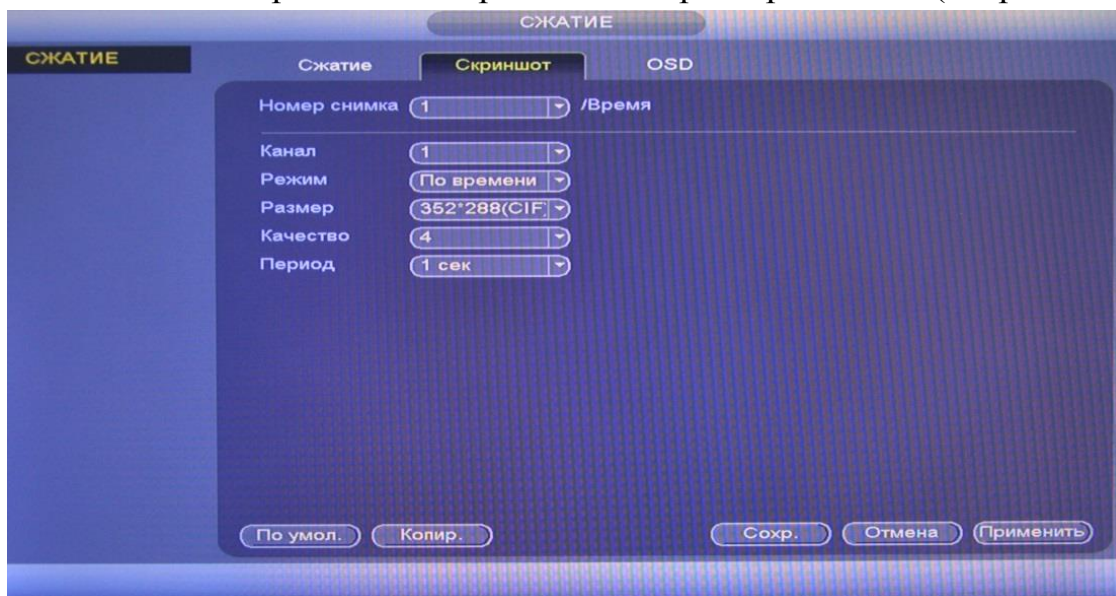 СЖАТИЕ
СЖАТИЕ
Сжатие Скриншот OSD
Номер снимка 1 /Время
Канал 1
Режим По времени
Размер 352*288(CIF)
Качество 4
Период 1 сек
По умол. Копир. Сохр. Отмена Применить